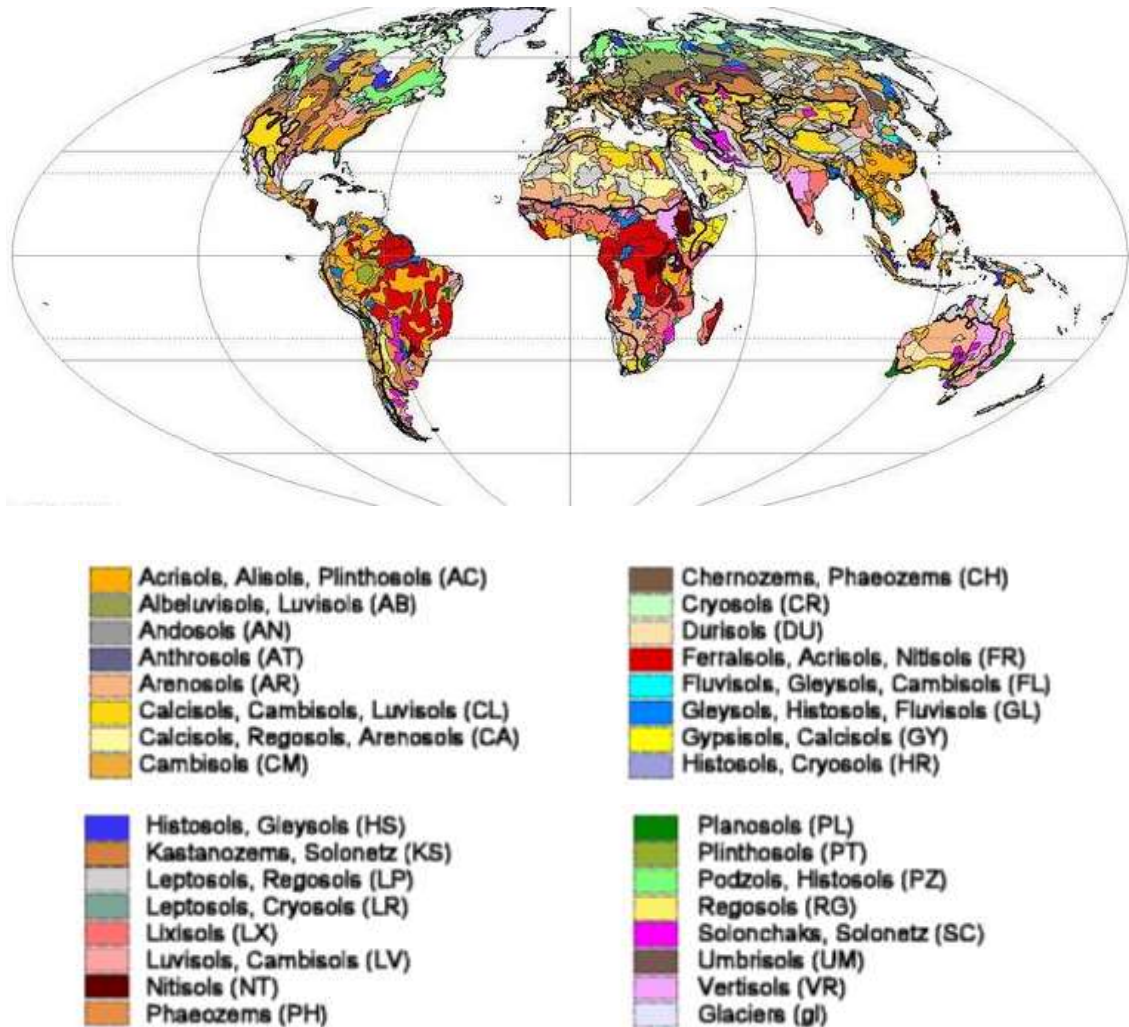 Acrisols, Alisols, Plinthosols (AC)
Albeluvisols, Luvisols (AB)
Andosols (AN)
Anthrosols (AT)
Arenosols (AR)
Calcisols, Cambisols, Luvisols (CL)
Calcisols, Regosols, Arenosols (CA)
Cambisols (CM)
Chernozems, Phaeozems (CH)
Cryosols (CR)
Durisols (DU)
Ferralsols, Acrisols, Nitisols (FR)
Fluvisols, Gleysols, Cambisols (FL)
Gleysols, Histosols, Fluvisols (GL)
Gypsisols, Calcisols (GY)
Histosols, Cryosols (HR)
Histosols, Gleysols (HS)
Kastanozems, Solonetz (KS)
Leptosols, Regosols (LP)
Leptosols, Cryosols (LR)
Lixisols (LX)
Luvisols, Cambisols (LV)
Nitisols (NT)
Phaeozems (PH)
Planosols (PL)
Plinthosols (PT)
Podzols, Histosols (PZ)
Regosols (RG)
Solonchaks, Solonetz (SC)
Umbrisols (UM)
Vertisols (VR)
Glaciers (gl)